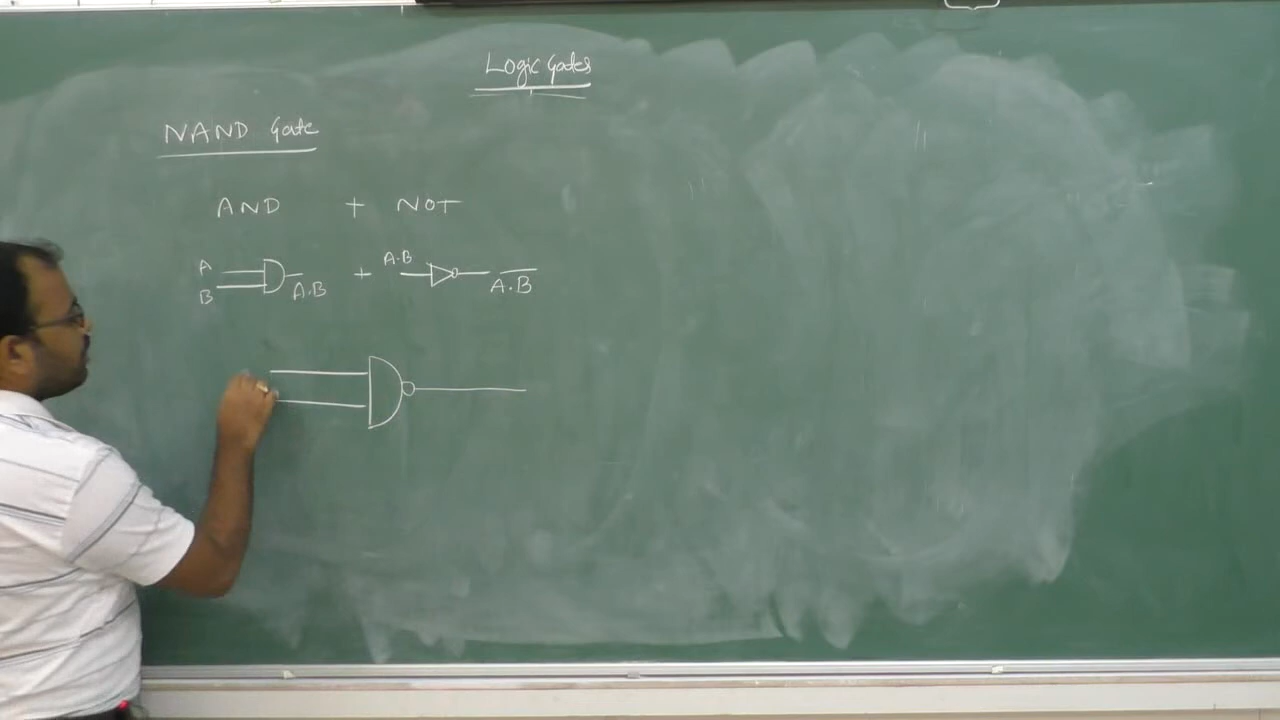 Logic Gates
NAND Gate
AND + NOT
A
B
A.B
+
A.B
A̅.̅B̅